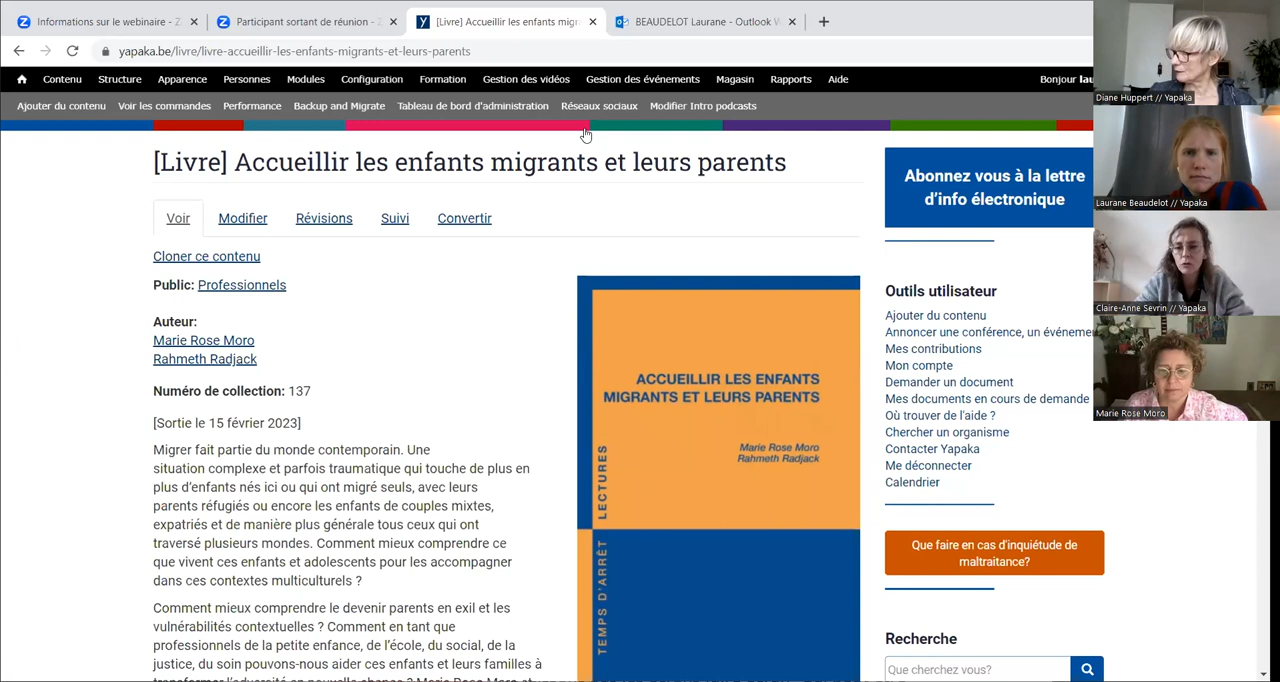 Informations sur le webinaire - Z
Participant sortant de réunion - Z
[Livre] Accueillir les enfants migr
BEAUDELOT Laurane - Outlook W
yapaka.be/livre/livre-accueillir-les-enfants-migrants-et-leurs-parents
Contenu Structure Apparence Personnes Modules Configuration Formation Gestion des vidéos Gestion des événements Magasin Rapports Aide Bonjour lau
Ajouter du contenu Voir les commandes Performance Backup and Migrate Tableau de bord d'administration Réseaux sociaux Modifier Intro podcasts
[Livre] Accueillir les enfants migrants et leurs parents
Voir Modifier Révisions Suivi Convertir
Cloner ce contenu
Public: Professionnels
Auteur:
Marie Rose Moro
Rahmeth Radjack
Numéro de collection: 137
[Sortie le 15 février 2023]
Migrer fait partie du monde contemporain. Une
situation complexe et parfois traumatique qui touche de plus en
plus d'enfants nés ici ou qui ont migré seuls, avec leurs
parents réfugiés ou encore les enfants de couples mixtes,
expatriés et de manière plus générale tous ceux qui ont
traversé plusieurs mondes. Comment mieux comprendre ce
que vivent ces enfants et adolescents pour les accompagner
dans ces contextes multiculturels ?
Comment mieux comprendre le devenir parents en exil et les
vulnérabilités contextuelles ? Comment en tant que
professionnels de la petite enfance, de l'école, du social, de la
justice, du soin pouvons-nous aider ces enfants et leurs familles à
transformer l'adversité en nouvelle chance ? Marie Rose Moro et
ACCUEILLIR LES ENFANTS
MIGRANTS ET LEURS PARENTS
Marie Rose Moro
Rahmeth Radjack
LECTURES
TEMPS D'ARRÊT
Abonnez vous à la lettre
d'info électronique
Outils utilisateur
Ajouter du contenu
Annoncer une conférence, un événeme
Mes contributions
Mon compte
Demander un document
Mes documents en cours de demande
Où trouver de l'aide ?
Chercher un organisme
Contacter Yapaka
Me déconnecter
Calendrier
Que faire en cas d'inquiétude de
maltraitance?
Recherche
Que cherchez vous?
Diane Huppert // Yapaka
Laurane Beaudelot // Yapaka
Claire-Anne Sevrin // Yapaka
Marie Rose Moro